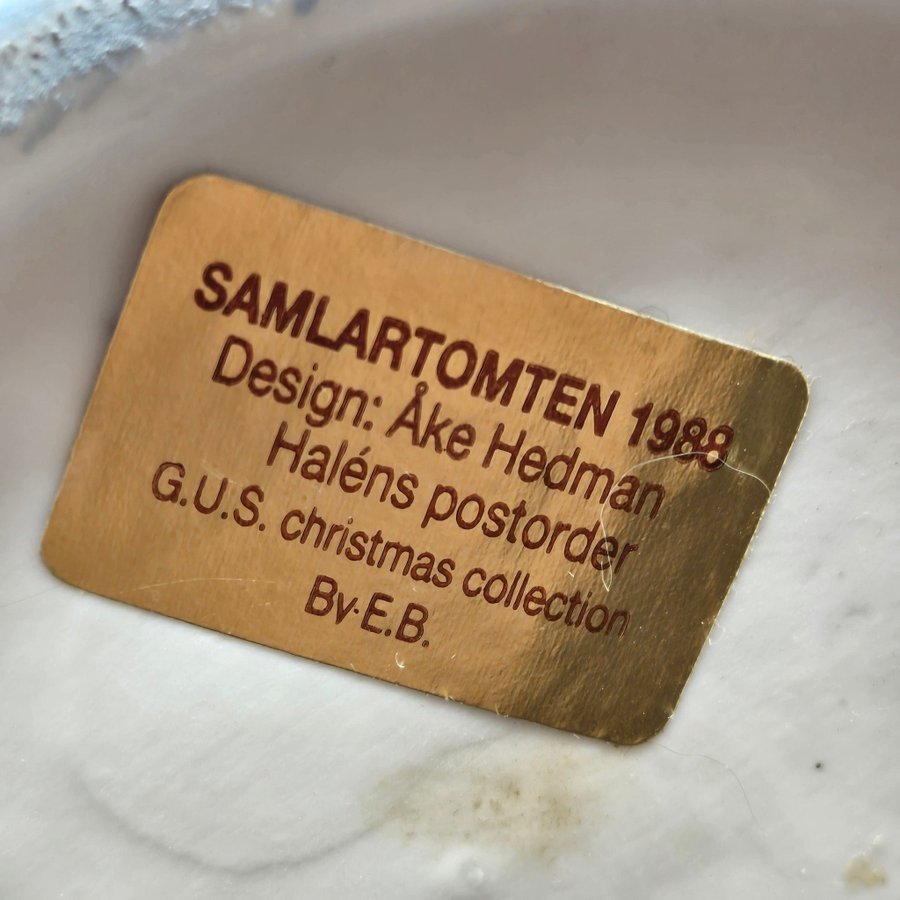 SAMLARTOMTEN 1988
Design: Åke Hedman
Haléns postorder
G.U.S. christmas collection
By·E.B.